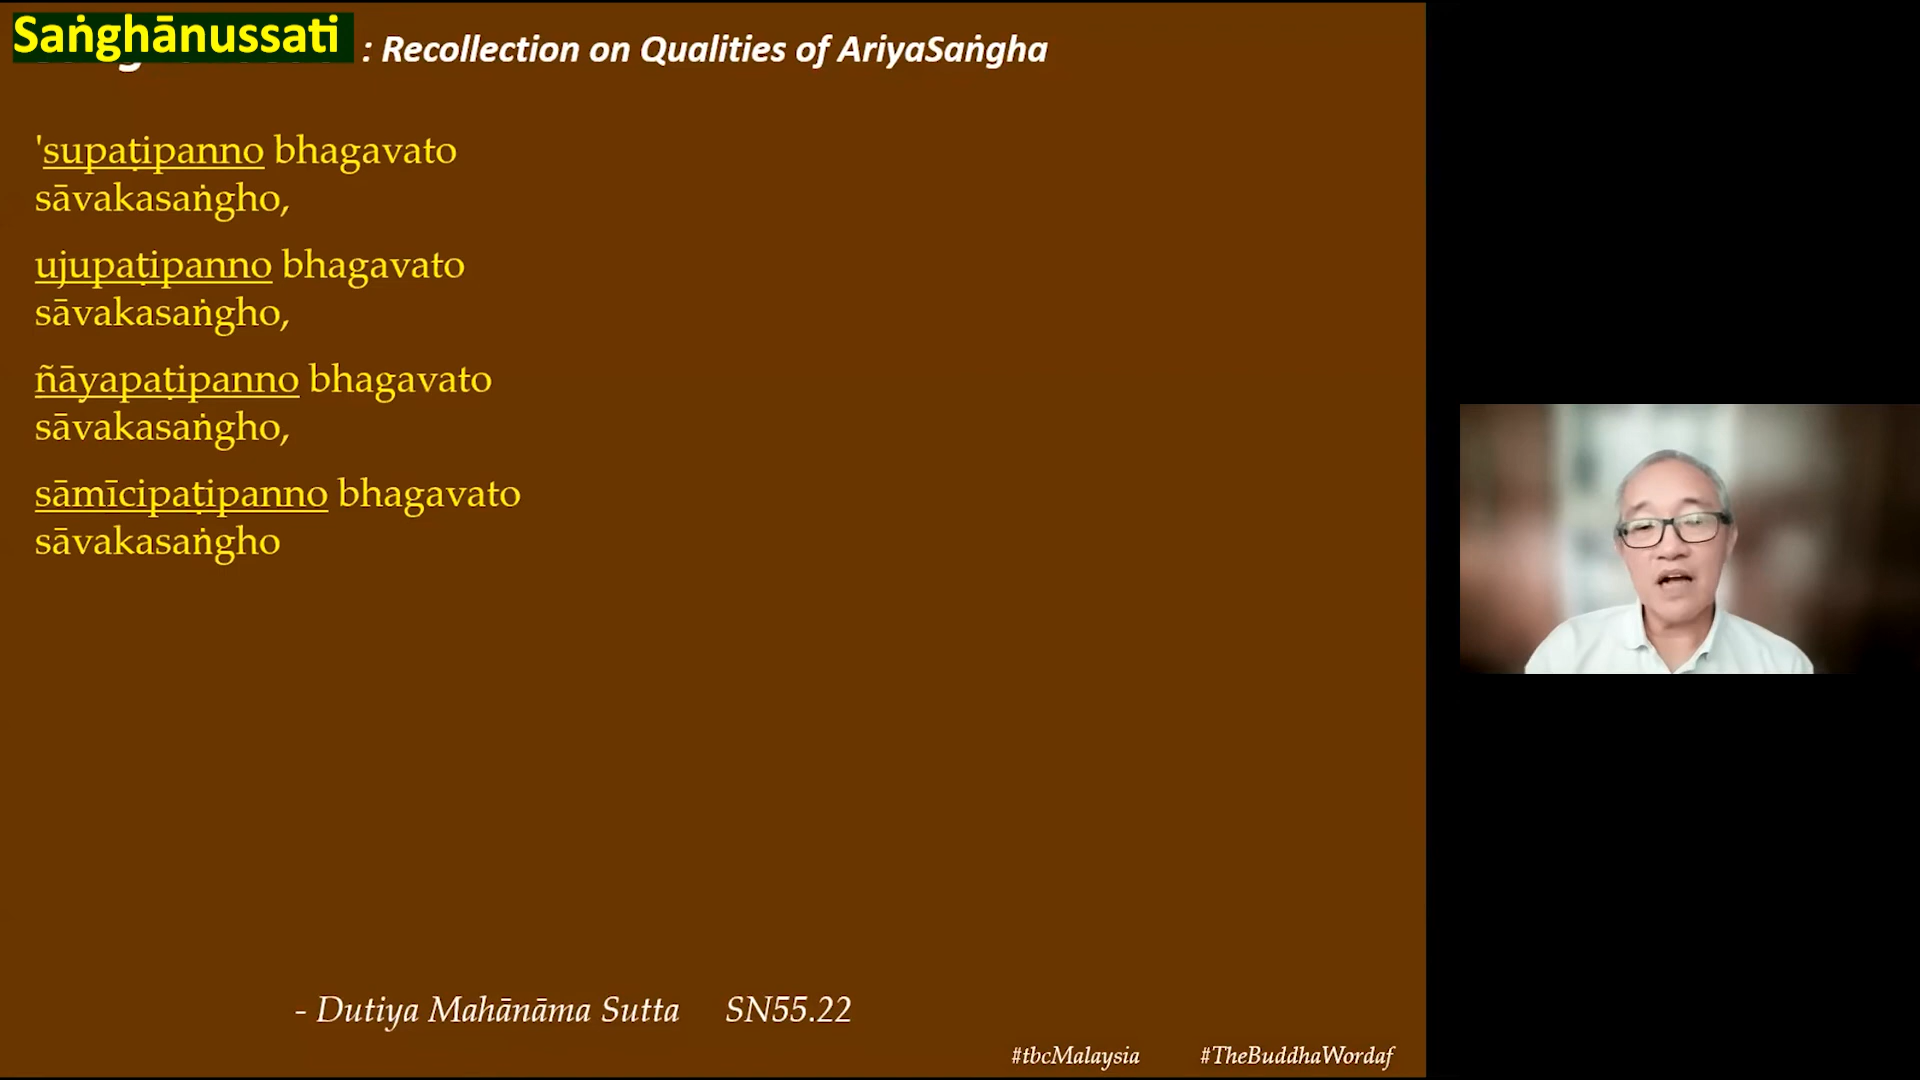 Saṅghānussati : Recollection on Qualities of AriyaSaṅgha
'supaṭipanno bhagavato
sāvakasaṅgho,
ujupaṭipanno bhagavato
sāvakasaṅgho,
ñāyapaṭipanno bhagavato
sāvakasaṅgho,
sāmīcipaṭipanno bhagavato
sāvakasaṅgho
- Dutiya Mahānāma Sutta SN55.22
#tbcMalaysia #TheBuddhaWordaf